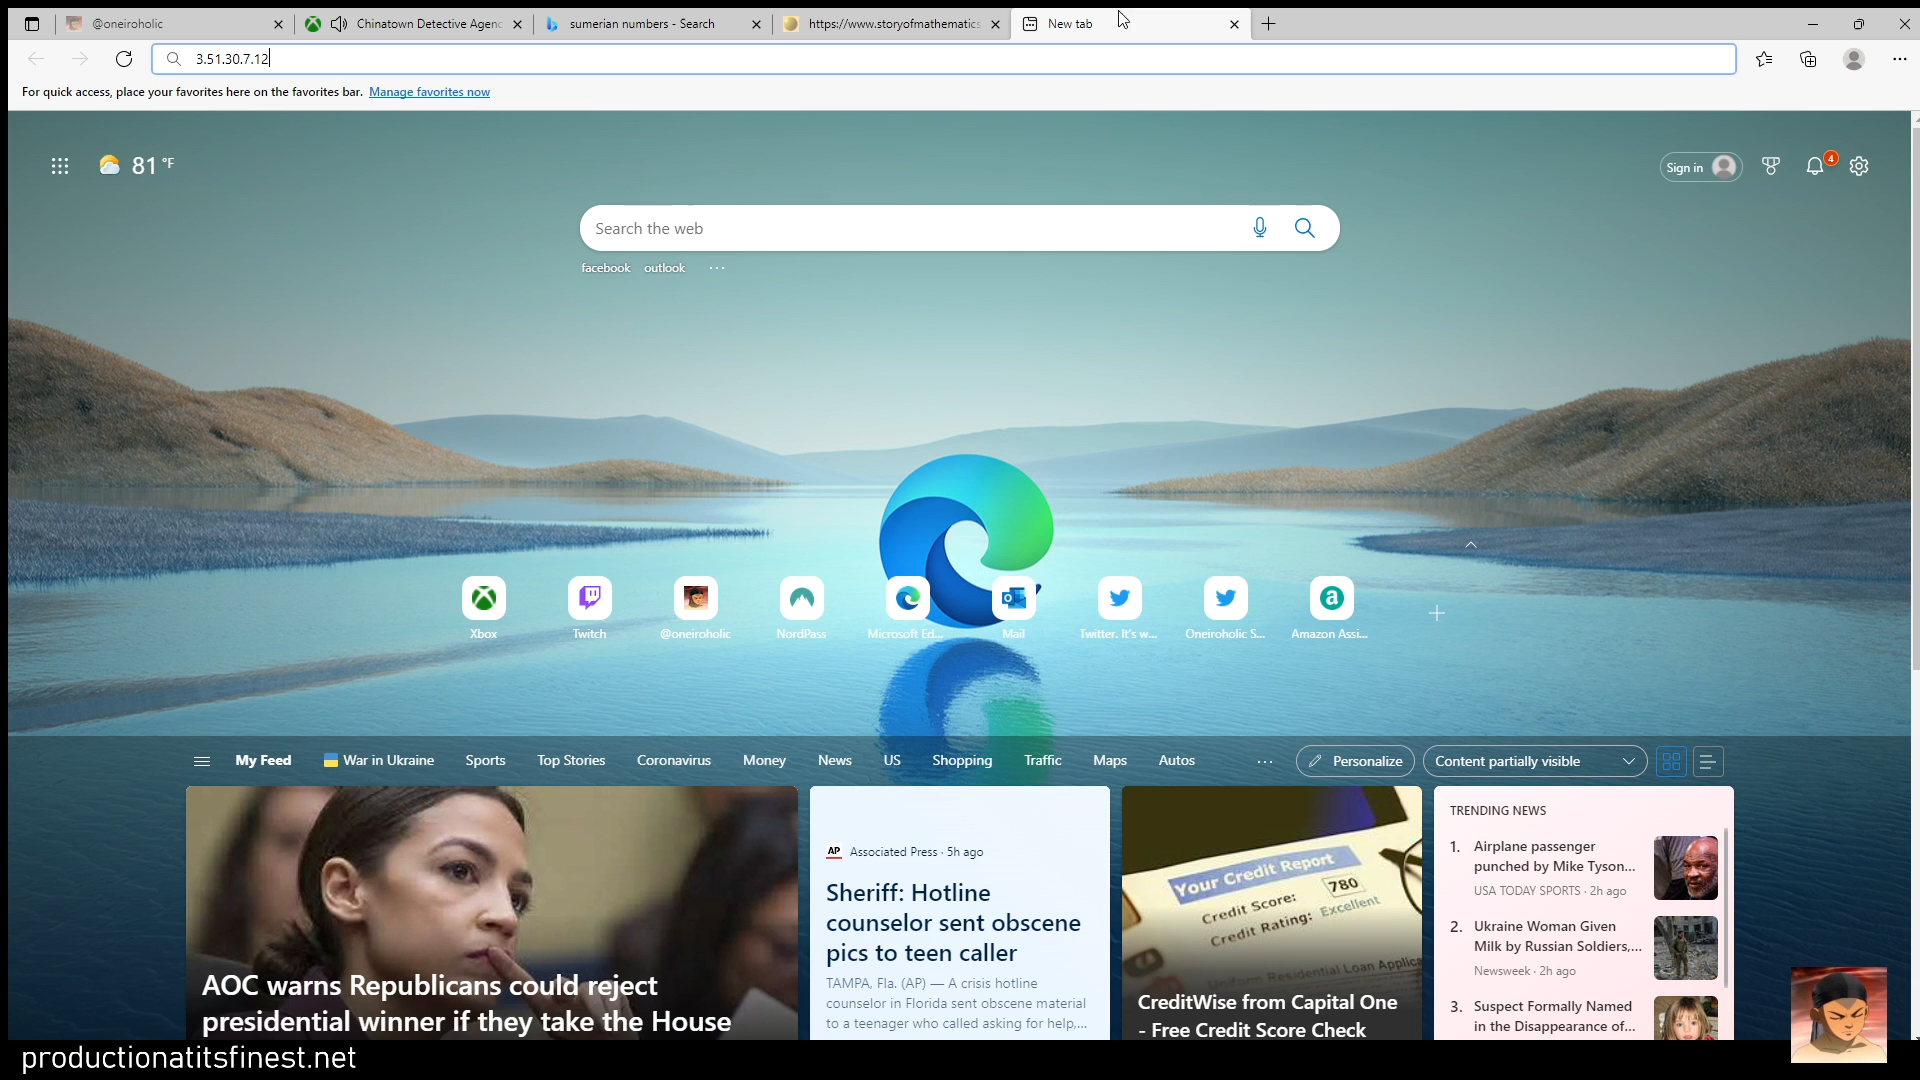 @oneiroholic
Chinatown Detective Agenc
sumerian numbers - Search
https://www.storyofmathematics
New tab
3.51.30.7.12
For quick access, place your favorites here on the favorites bar. Manage favorites now
81 °F
Sign in
4
Search the web
facebook outlook ...
Xbox
Twitch
@oneiroholic
NordPass
Microsoft Ed...
Mail
Twitter. It's w...
Oneiroholic S...
Amazon Assi...
My Feed
War in Ukraine
Sports
Top Stories
Coronavirus
Money
News
US
Shopping
Traffic
Maps
Autos
...
Personalize
Content partially visible
AOC warns Republicans could reject
presidential winner if they take the House
AP Associated Press · 5h ago
Sheriff: Hotline
counselor sent obscene
pics to teen caller
TAMPA, Fla. (AP) — A crisis hotline
counselor in Florida sent obscene material
to a teenager who called asking for help,...
Your Credit Report
Credit Score: 780
Credit Rating: Excellent
Uniform Residential Loan Applica
CreditWise from Capital One
- Free Credit Score Check
TRENDING NEWS
1. Airplane passenger
punched by Mike Tyson...
USA TODAY SPORTS · 2h ago
2. Ukraine Woman Given
Milk by Russian Soldiers,...
Newsweek · 2h ago
3. Suspect Formally Named
in the Disappearance of...
productionatitsfinest.net